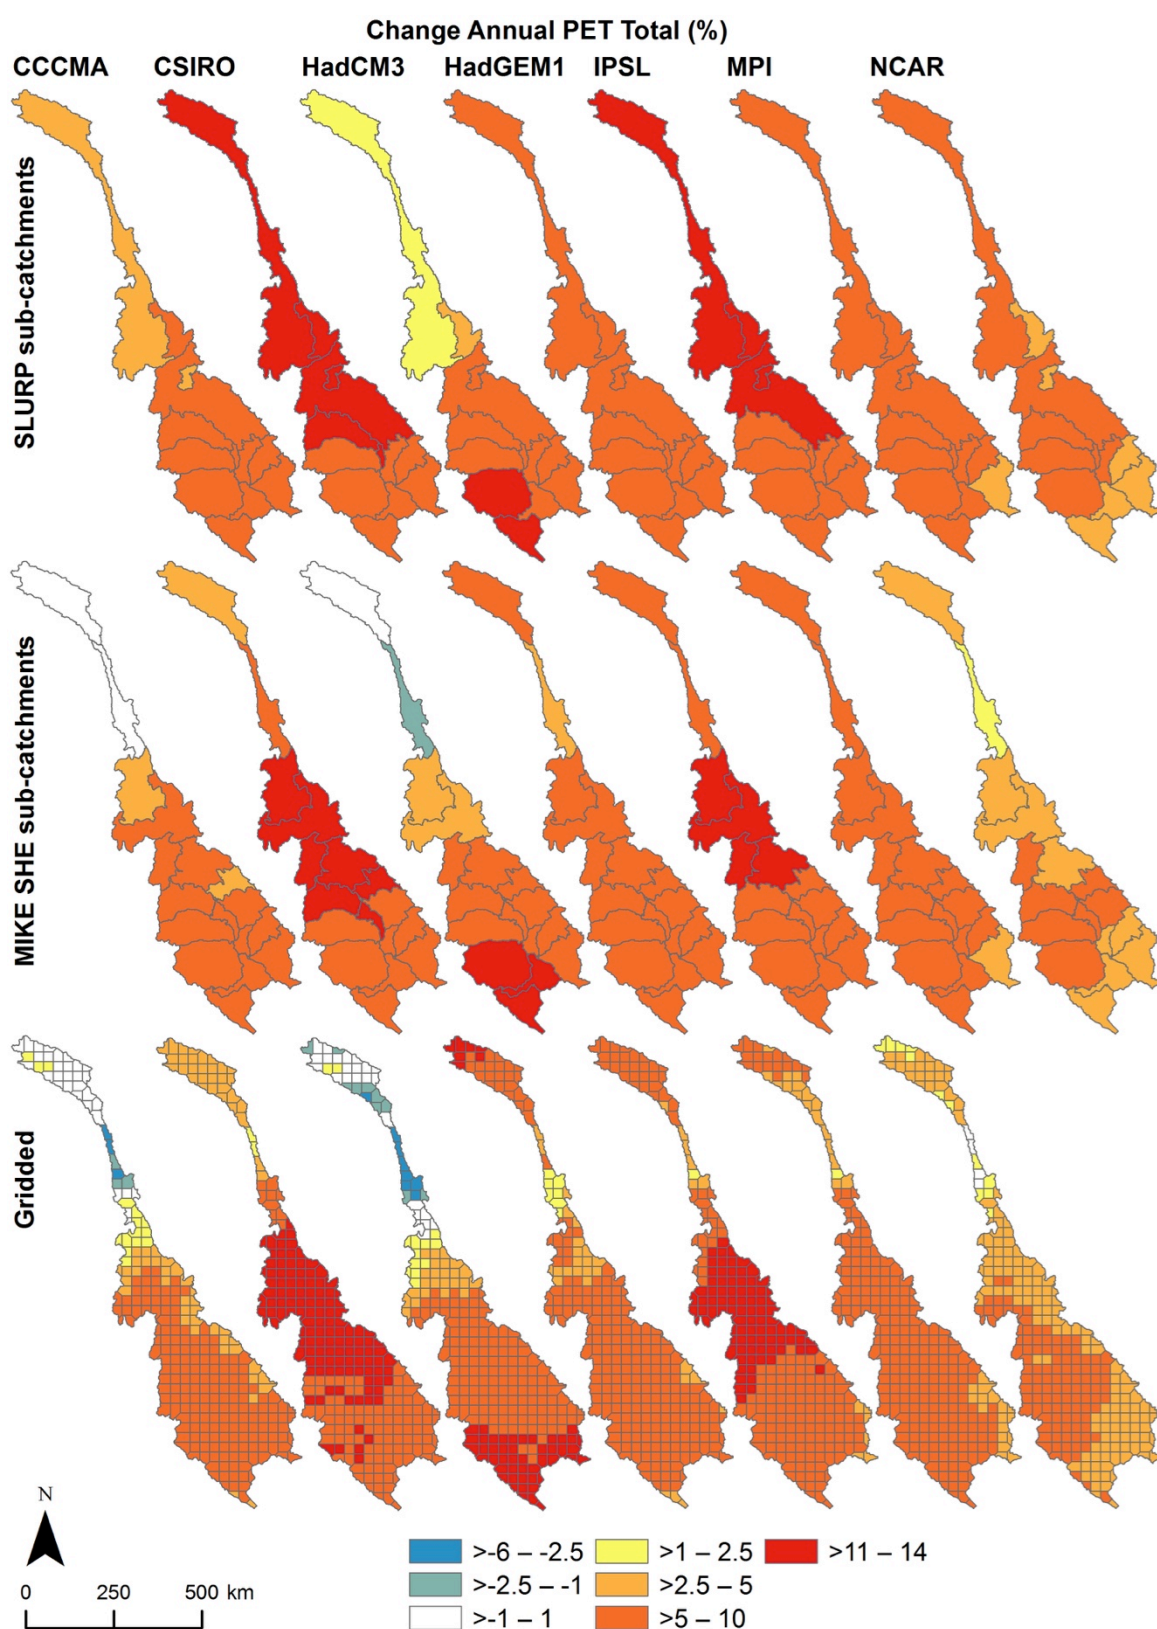 Change Annual PET Total (%)
CCCMA CSIRO HadCM3 HadGEM1 IPSL MPI NCAR
SLURP sub-catchments
MIKE SHE sub-catchments
Gridded
N
0 250 500 km
>-6 – -2.5 >1 – 2.5 >11 – 14
>-2.5 – -1 >2.5 – 5
>-1 – 1 >5 – 10